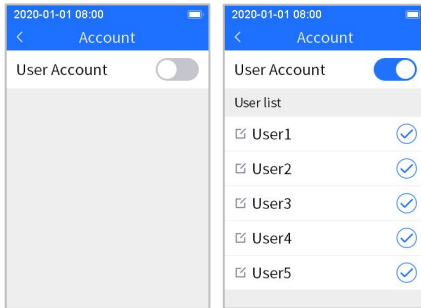 2020-01-01 08:00
Account
User Account
2020-01-01 08:00
Account
User Account
User list
User1
User2
User3
User4
User5